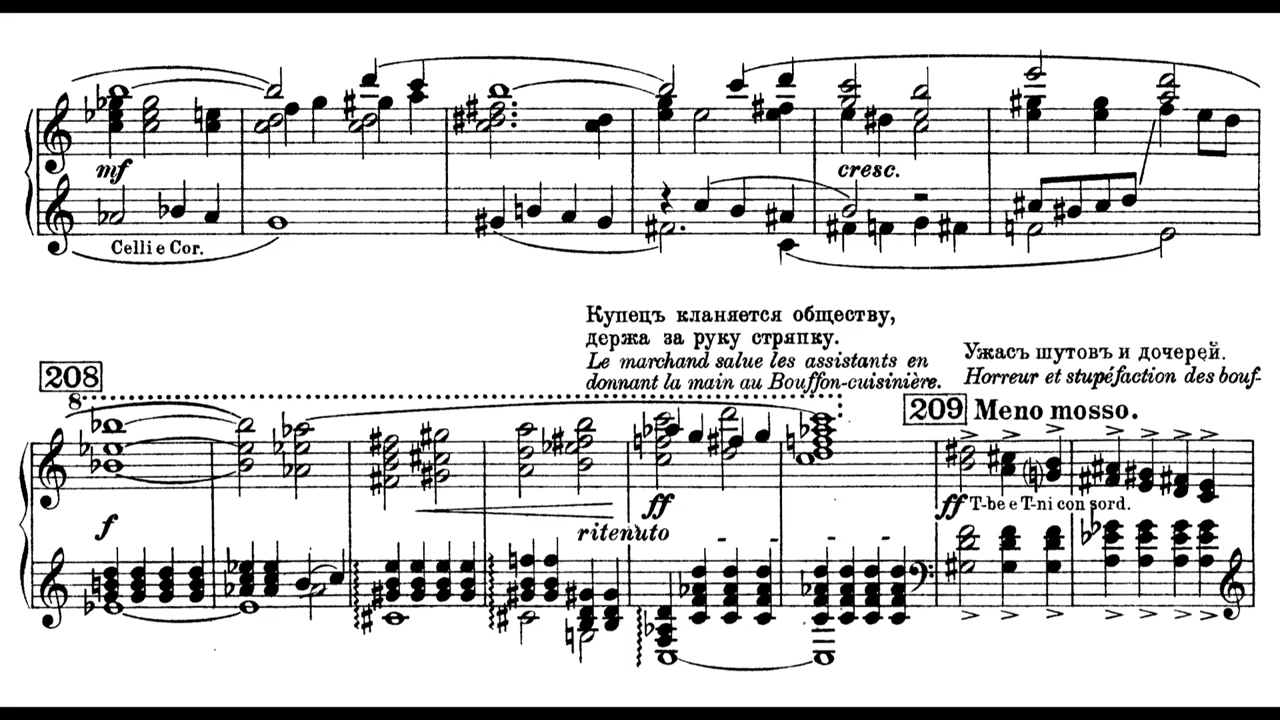 mf
cresc.
Celli e Cor.
Купецъ кланяется обществу,
держа за руку стряпку.
Le marchand salue les assistants en
donnant la main au Bouffon-cuisinière.
Ужасъ шутовъ и дочерей.
Horreur et stupéfaction des bouf-
208
8
209 Meno mosso.
f
ff
ff T-be e T-ni con sord.
ritenuto